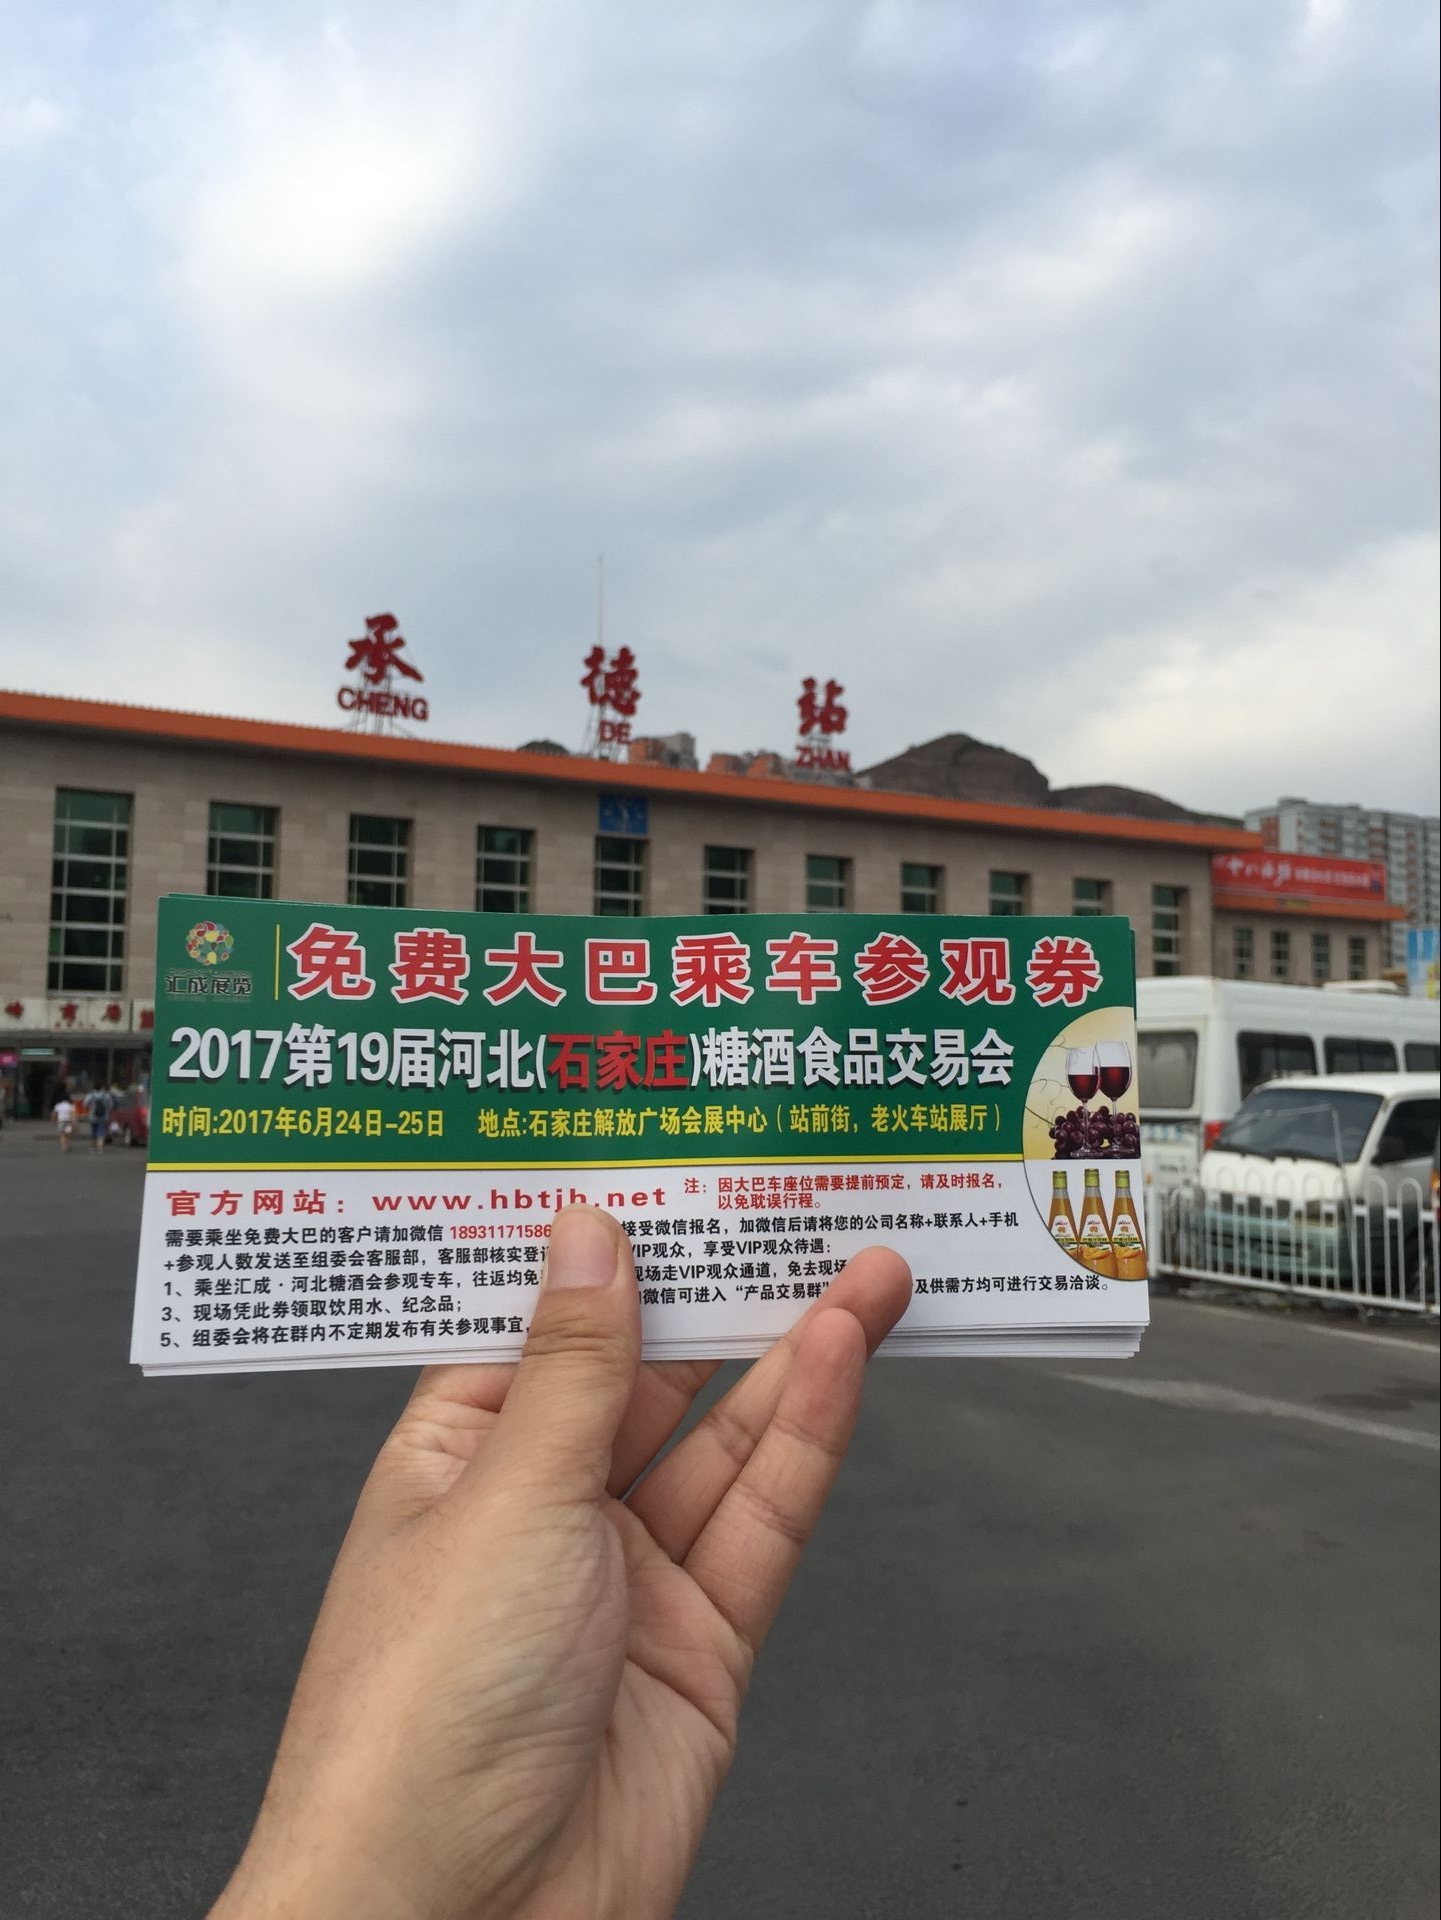 承 德 站
CHENG DE ZHAN
汇成展览
免费大巴乘车参观券
2017第19届河北(石家庄)糖酒食品交易会
时间:2017年6月24日-25日 地点:石家庄解放广场会展中心(站前街,老火车站展厅)
官方网站:www.hbtjh.net
注:因大巴车座位需要提前预定,请及时报名,
以免耽误行程。
需要乘坐免费大巴的客户请加微信 18931171586 接受微信报名,加微信后请将您的公司名称+联系人+手机
+参观人数发送至组委会客服部,客服部核实登 VIP观众,享受VIP观众待遇:
1、乘坐汇成·河北糖酒会参观专车,往返均免 现场走VIP观众通道,免去现场
3、现场凭此券领取饮用水、纪念品; 微信可进入“产品交易群” 及供需方均可进行交易洽谈。
5、组委会将在群内不定期发布有关参观事宜,